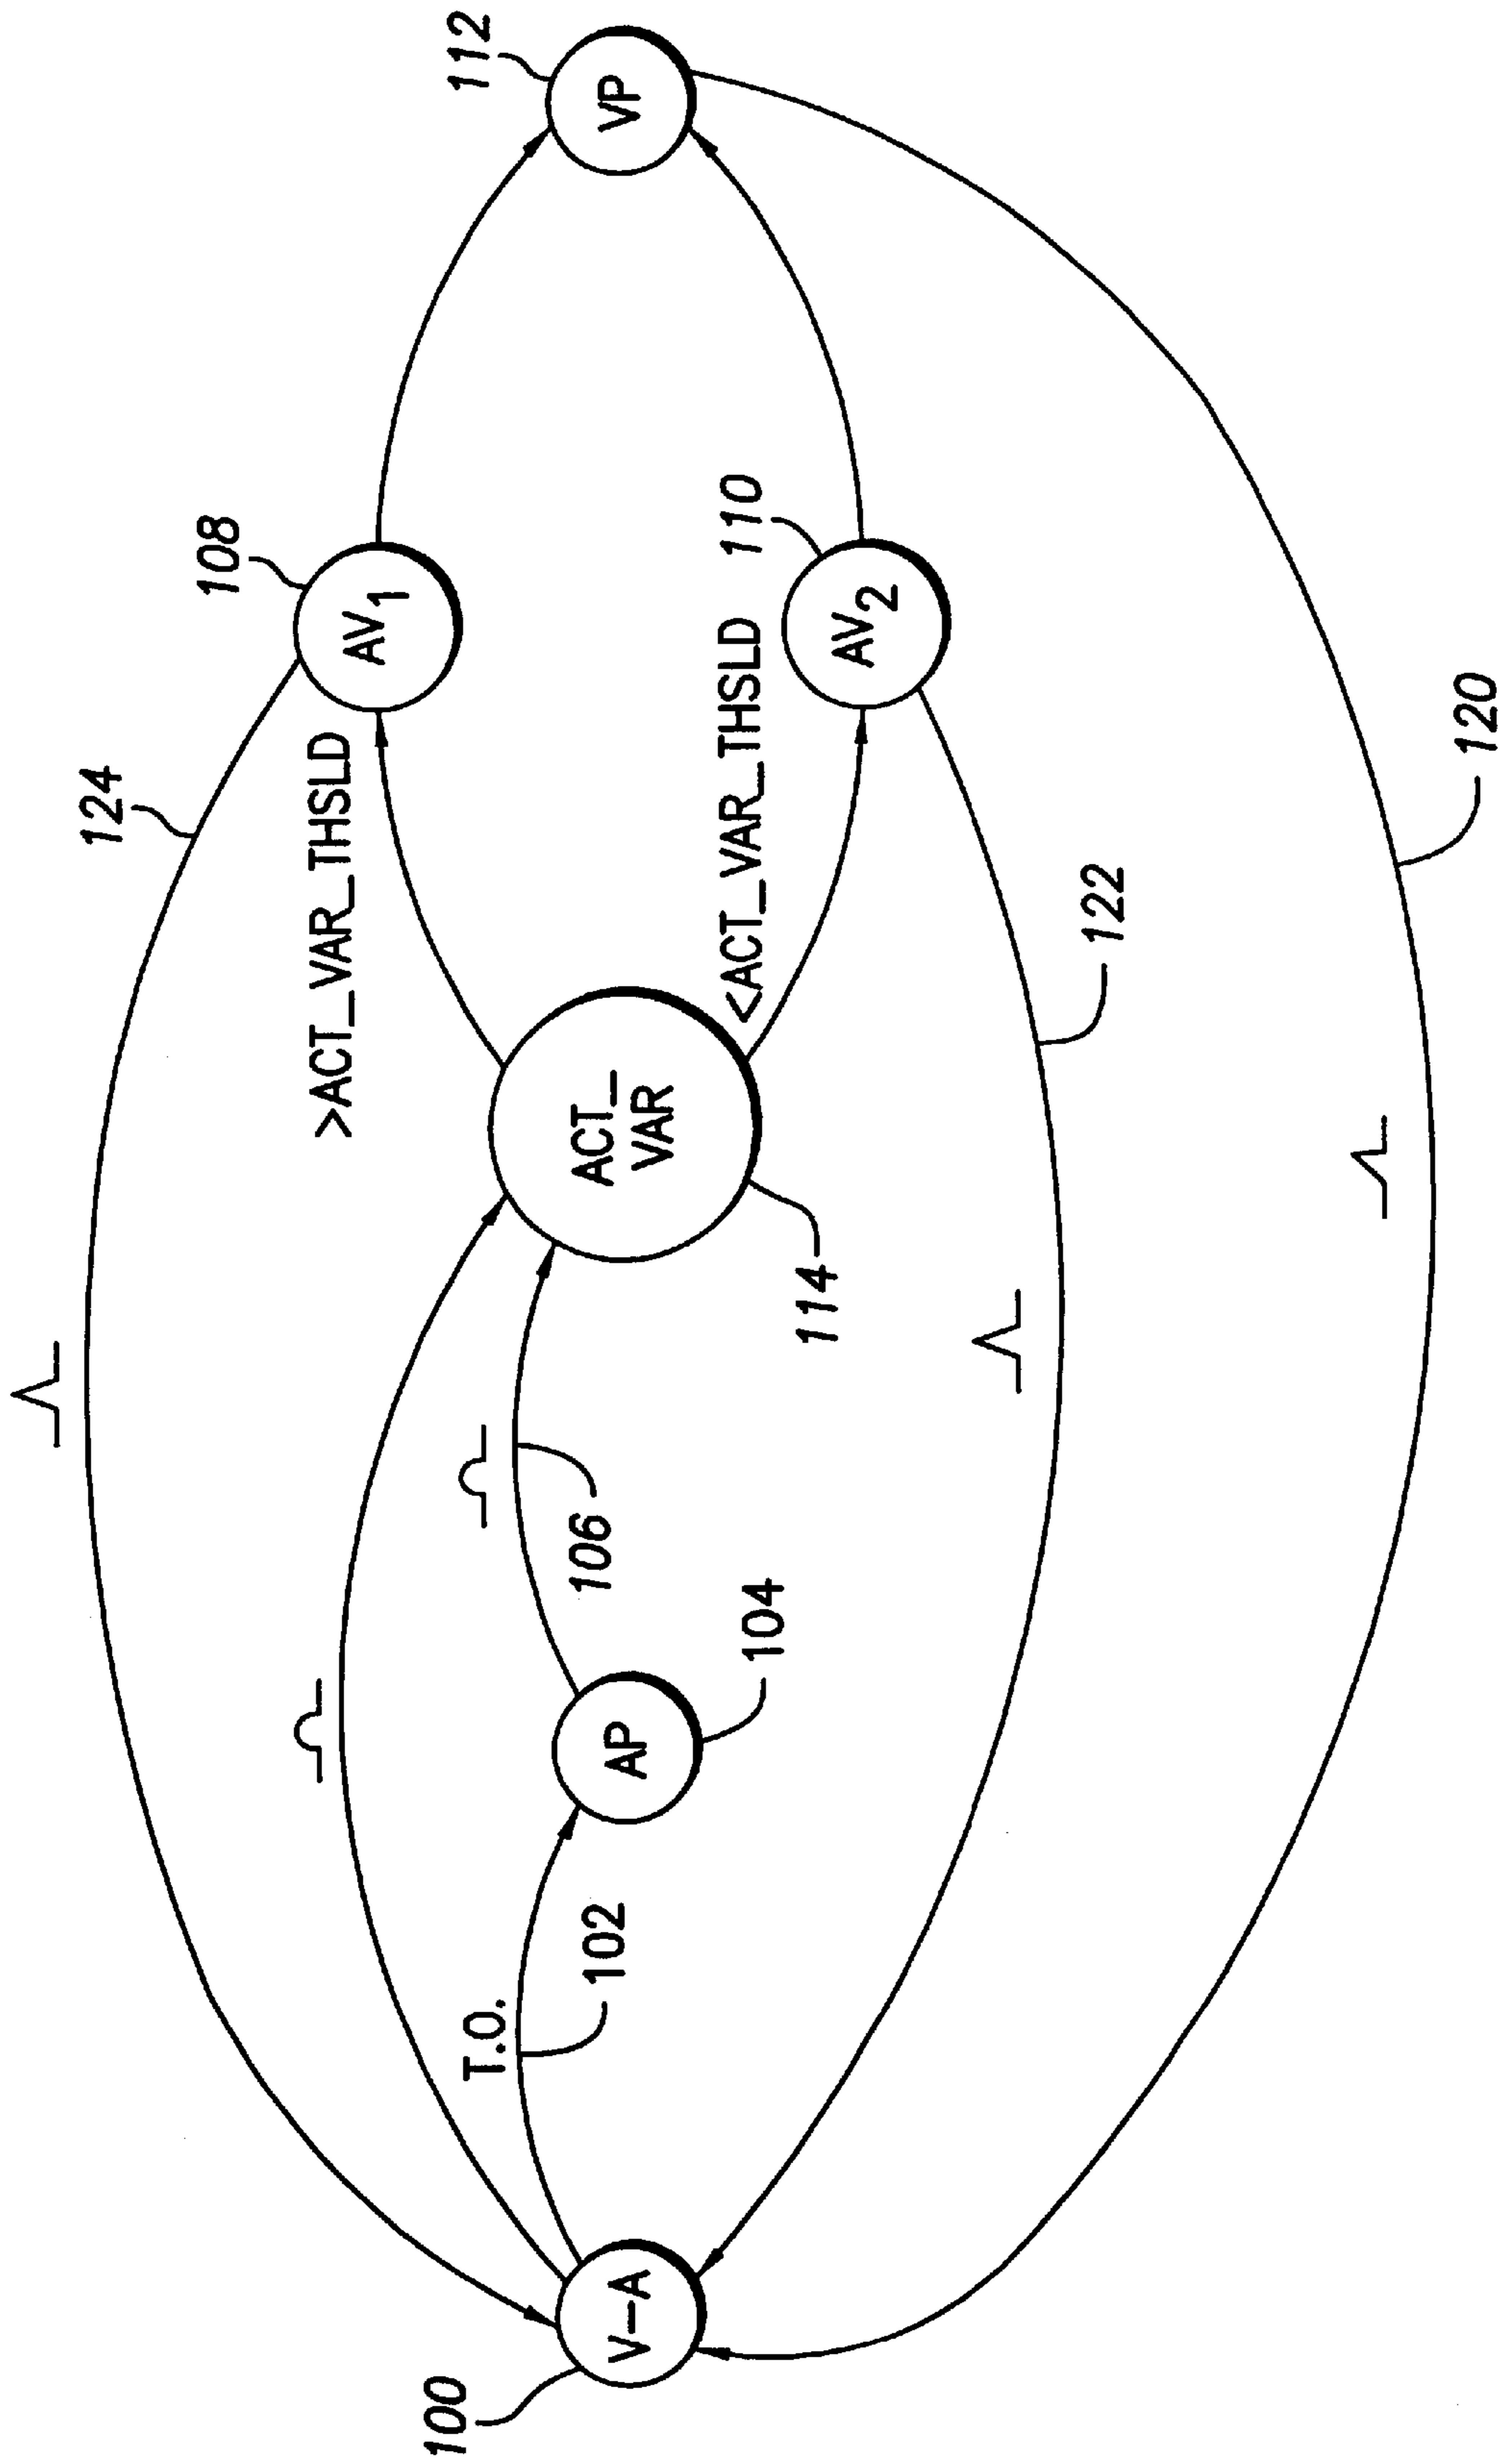 124
108
112
>ACT_VAR_THSLD
AV1
T.O.
106
102
100
V-A
AP
104
ACT_
VAR
114
<ACT_VAR_THSLD
110
AV2
VP
122
120